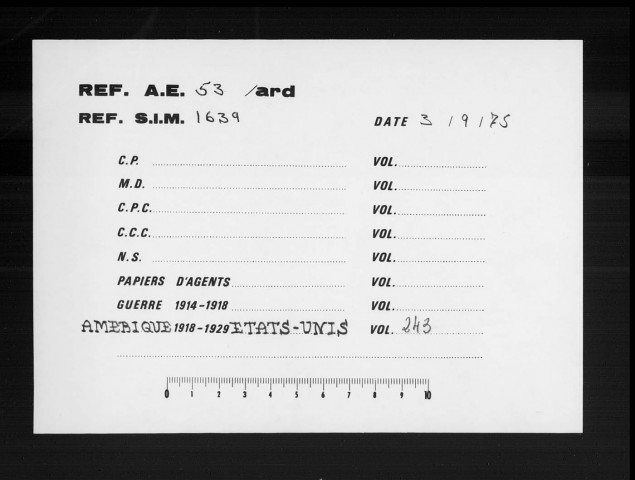 REF. A.E. 53 /ard
REF. S.I.M. 1639 DATE 3 / 9 / 75
C.P. VOL.
M.D. VOL.
C.P.C. VOL.
C.C.C. VOL.
N.S. VOL.
PAPIERS D'AGENTS VOL.
GUERRE 1914-1918 VOL.
AMERIQUE 1918-1929 ETATS-UNIS VOL. 243
0 1 2 3 4 5 6 7 8 9 10